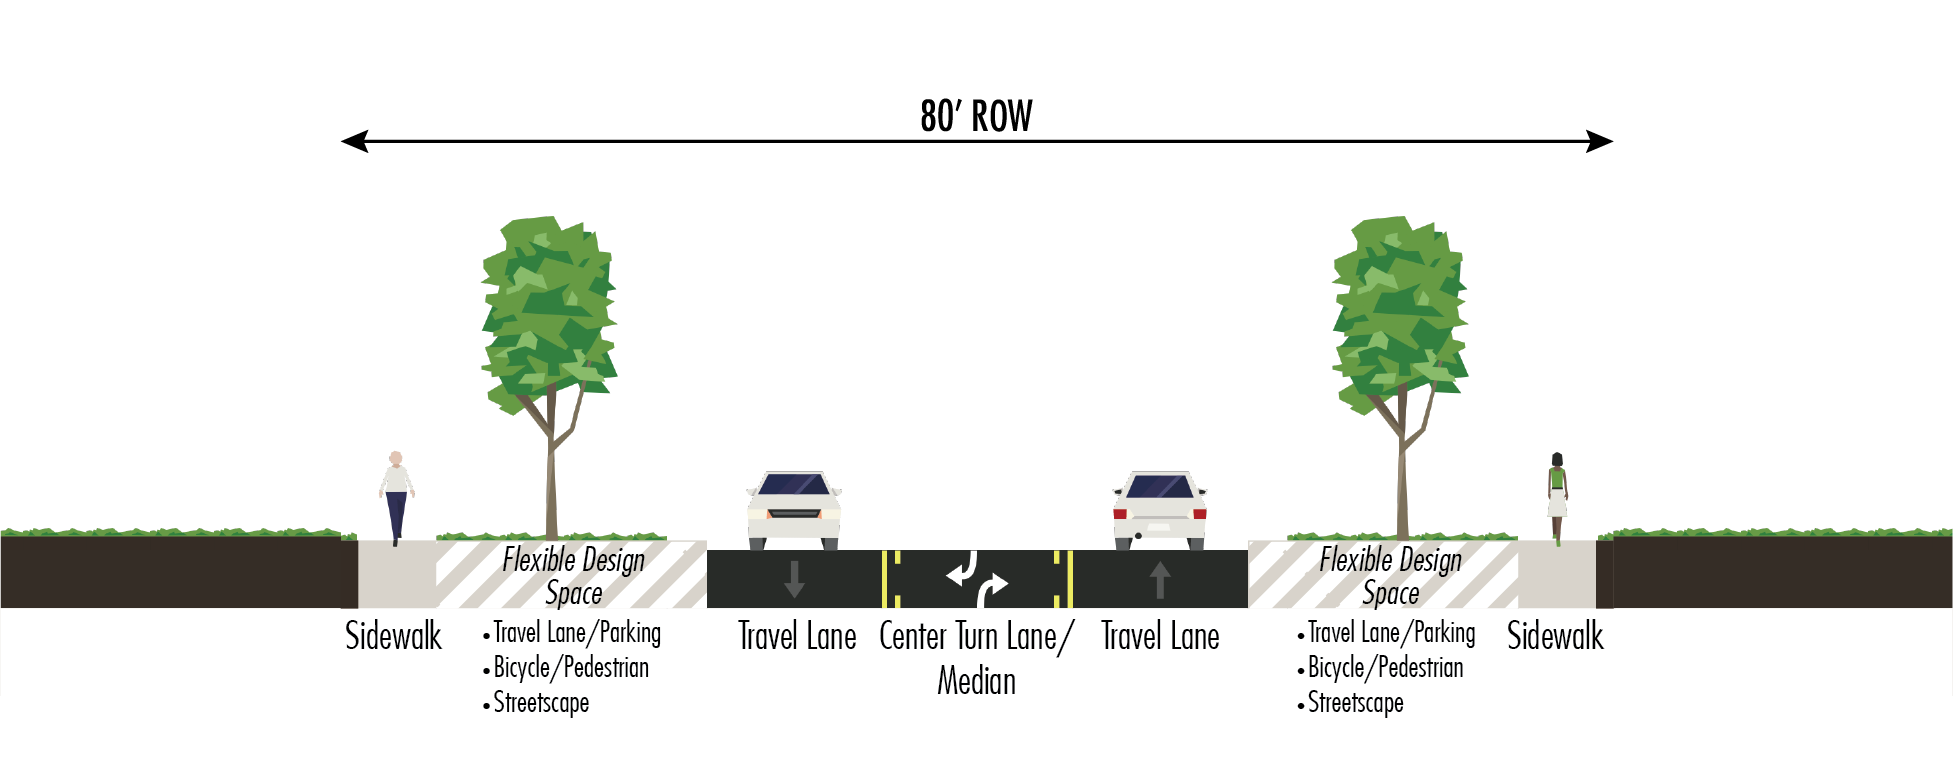 80′ ROW
Flexible Design
Space
Flexible Design
Space
Sidewalk
• Travel Lane/Parking
• Bicycle/Pedestrian
• Streetscape
Travel Lane
Center Turn Lane/
Median
Travel Lane
• Travel Lane/Parking
• Bicycle/Pedestrian
• Streetscape
Sidewalk